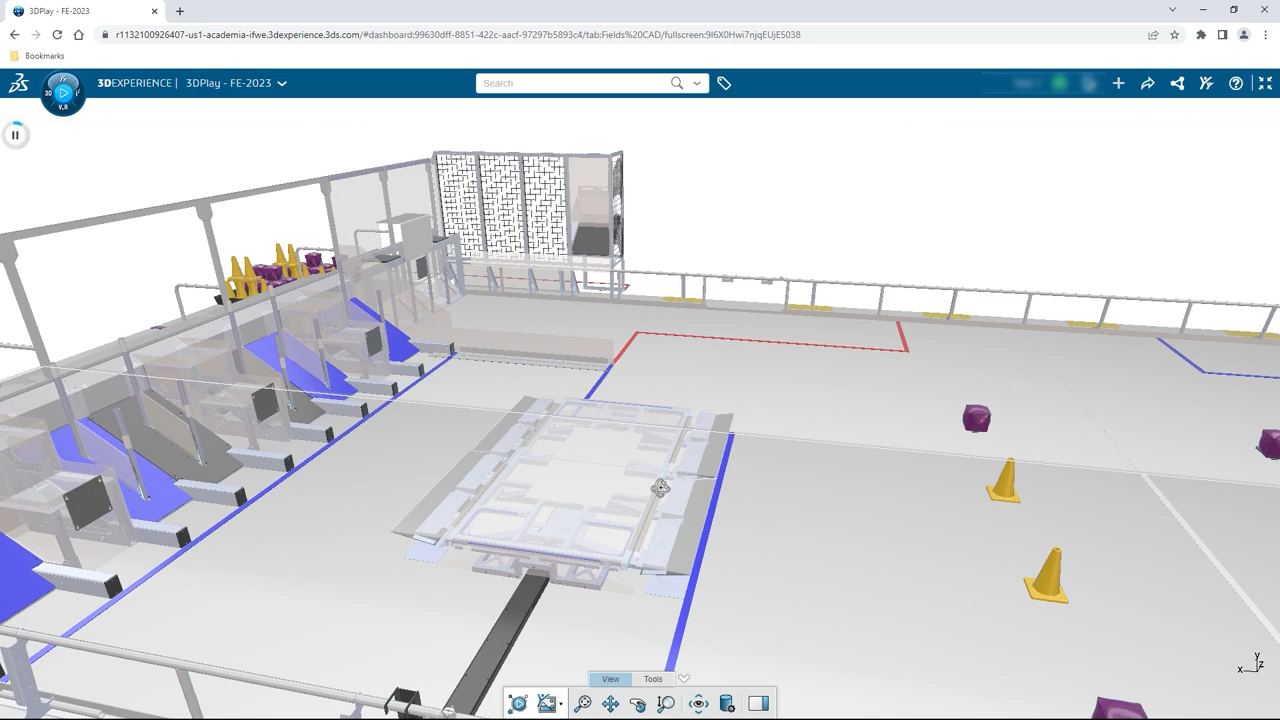 3DPlay - FE-2023
r1132100926407-us1-academia-ifwe.3dexperience.3ds.com/#dashboard:99630dff-8851-422c-aacf-97297b5893c4/tab:Fields%20CAD/fullscreen:9I6X0Hwi7njqEUjE5038
Bookmarks
3D
V.R
3DEXPERIENCE | 3DPlay - FE-2023
Search
View
Tools
y
x
z